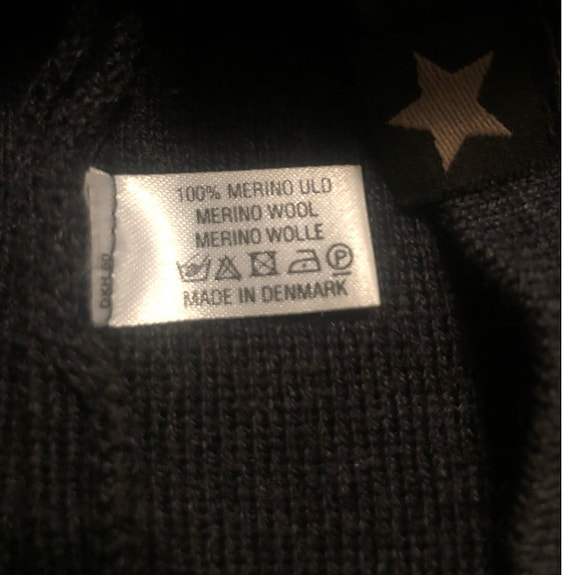 100% MERINO ULD
MERINO WOOL
MERINO WOLLE
P
MADE IN DENMARK